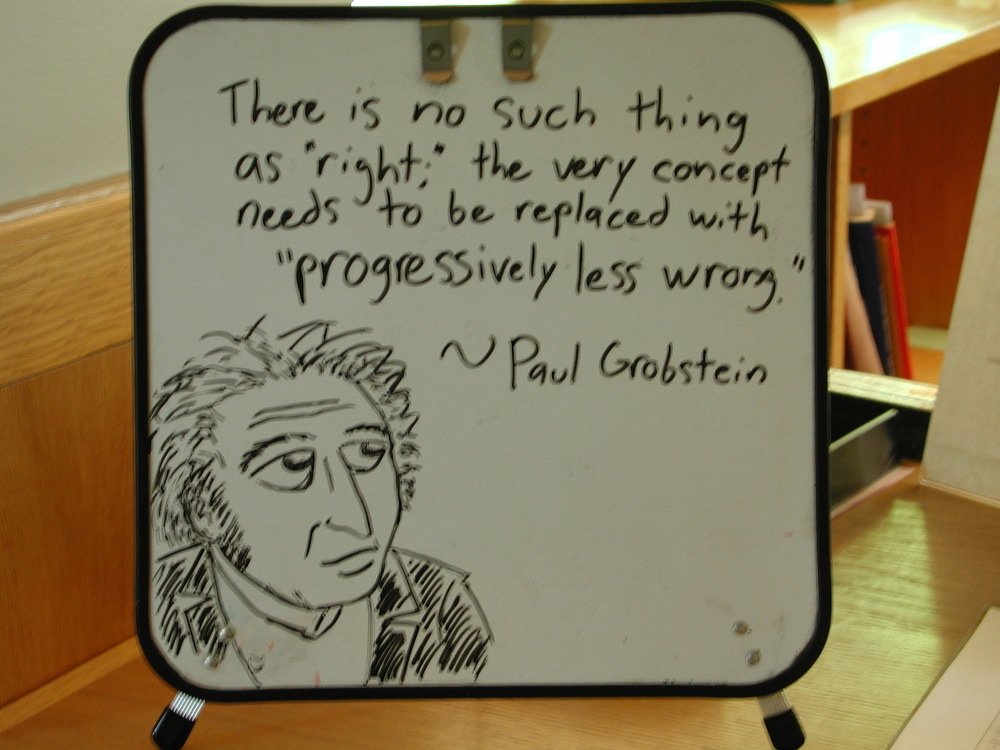 There is no such thing
as "right;" the very concept
needs to be replaced with
"progressively less wrong."
~ Paul Grobstein